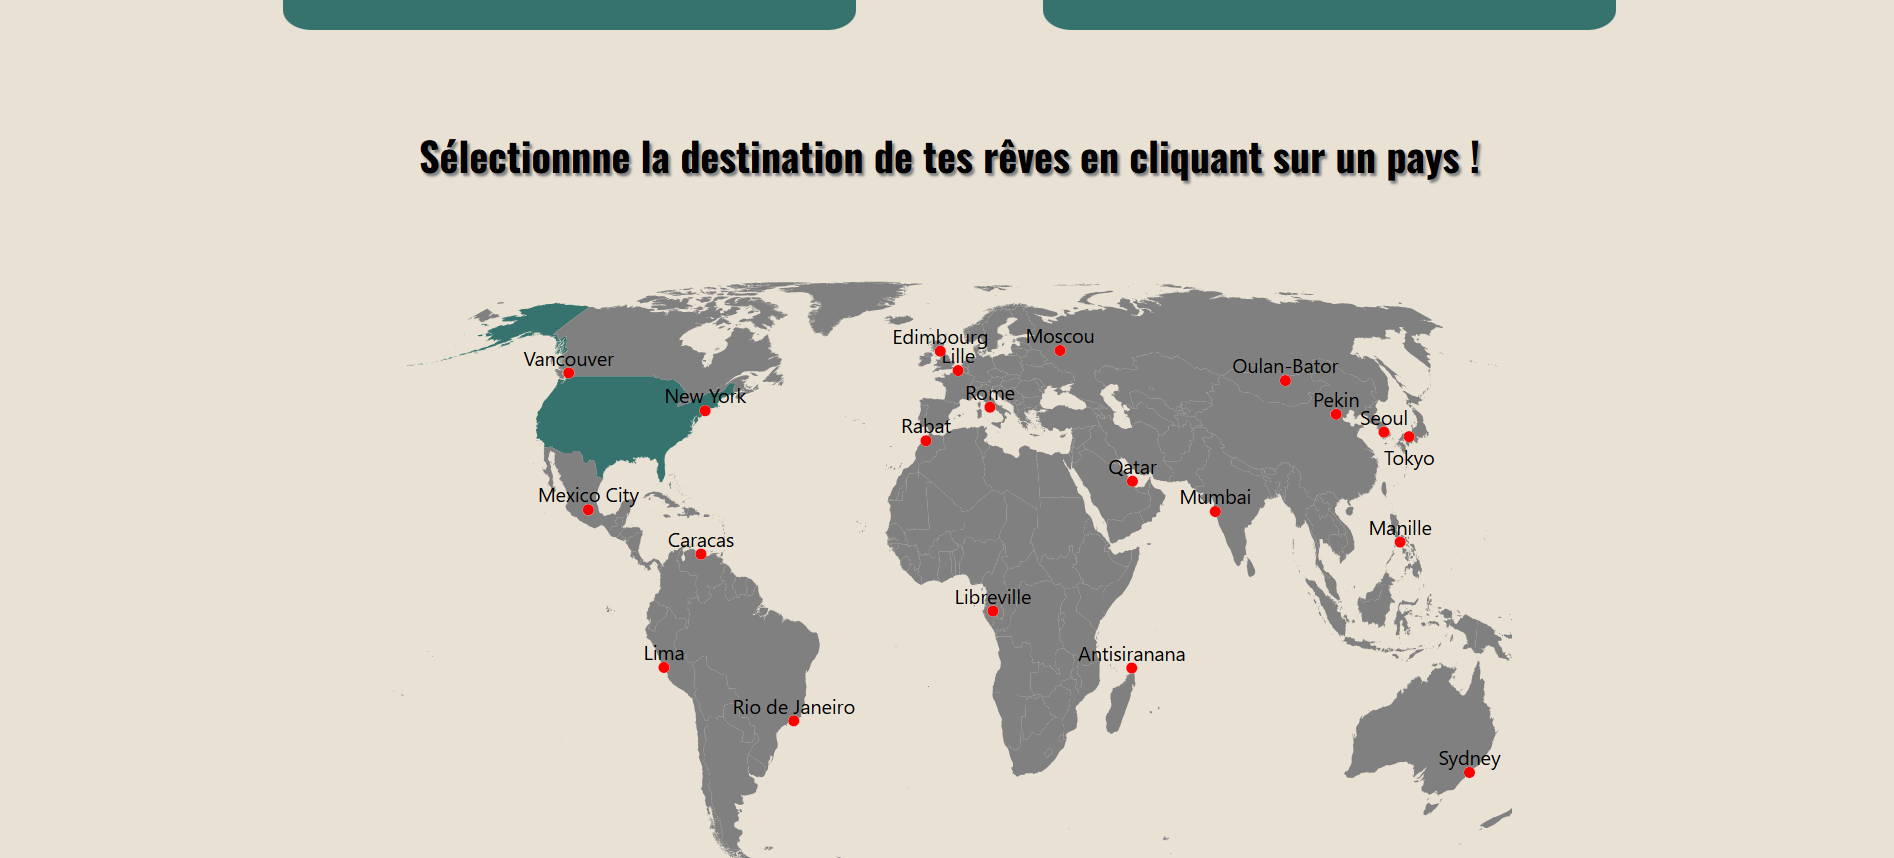 Sélectionnne la destination de tes rêves en cliquant sur un pays !
Edimbourg
Moscou
Lille
Vancouver
Oulan-Bator
New York
Rome
Pekin
Seoul
Rabat
Tokyo
Qatar
Mexico City
Mumbai
Manille
Caracas
Libreville
Lima
Antisiranana
Rio de Janeiro
Sydney